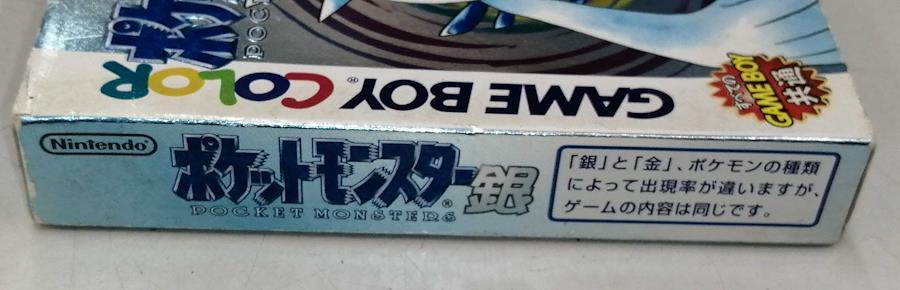 ポケ
POCK
GAME BOY COLOR
すべての
GAME BOY
共通
Nintendo
ポケットモンスター銀
POCKET MONSTERS
「銀」と「金」、ポケモンの種類
によって出現率が違いますが、
ゲームの内容は同じです。